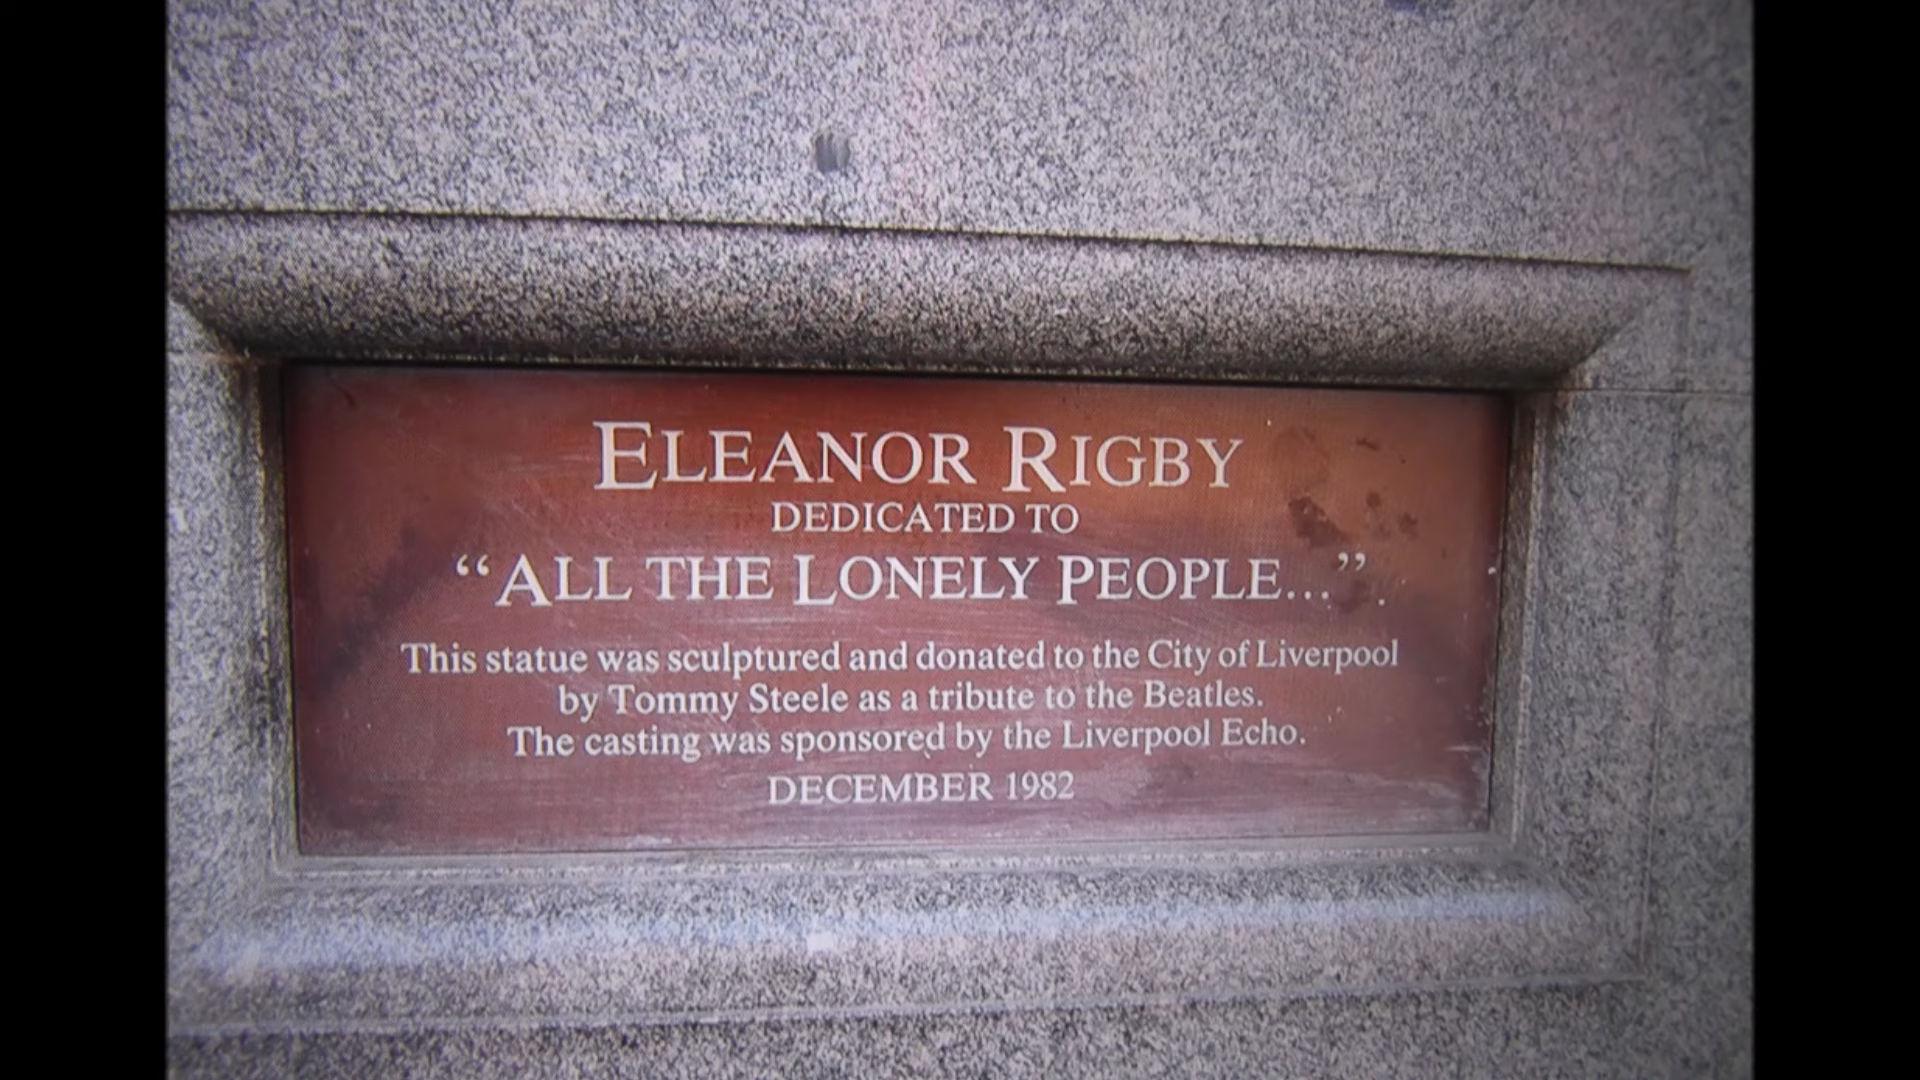 ELEANOR RIGBY
DEDICATED TO
“ALL THE LONELY PEOPLE...”.
This statue was sculptured and donated to the City of Liverpool
by Tommy Steele as a tribute to the Beatles.
The casting was sponsored by the Liverpool Echo.
DECEMBER 1982